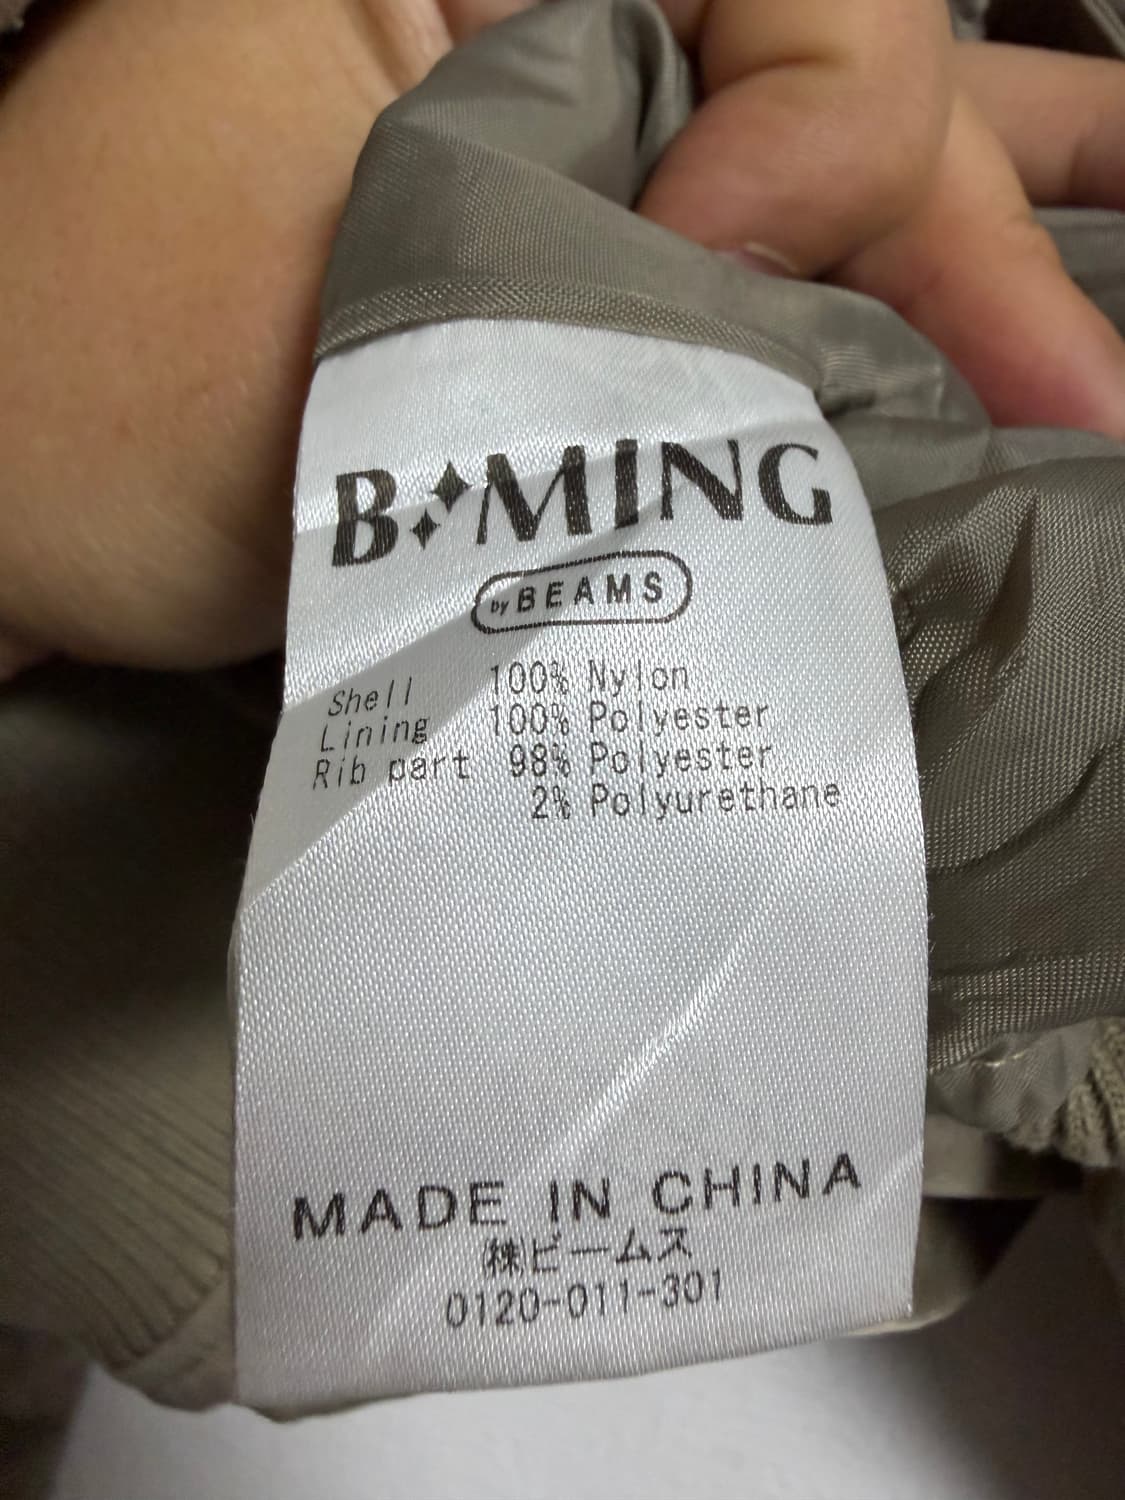 B MING
by BEAMS
Shell 100% Nylon
Lining 100% Polyester
Rib part 98% Polyester
2% Polyurethane
MADE IN CHINA
㈱ビームス
0120-011-301